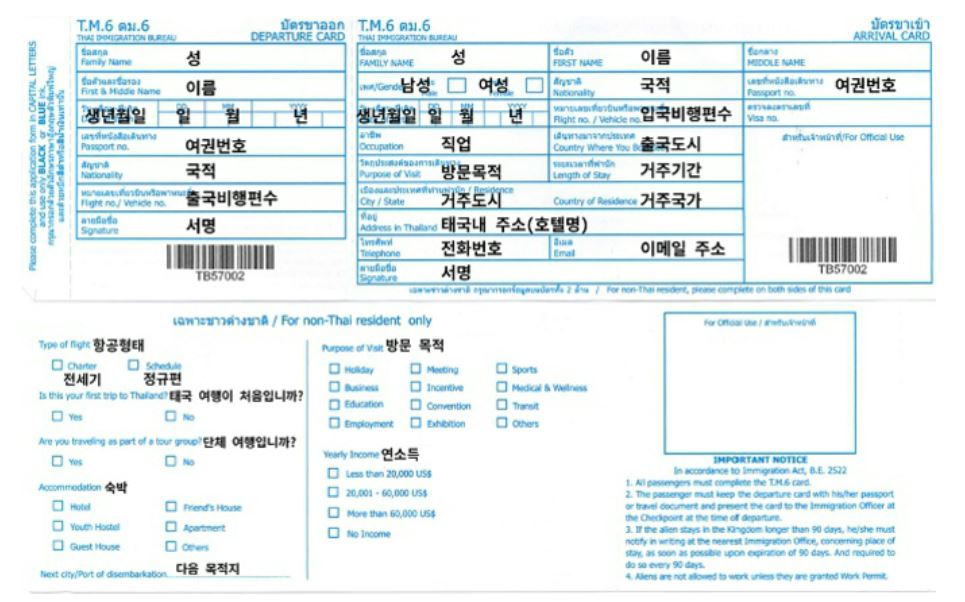 T.M.6 ตม.6
บัตรขาออก
THAI IMMIGRATION BUREAU
DEPARTURE CARD
ชื่อสกุล
Family Name
성
ชื่อตัวและชื่อรอง
First & Middle Name
이름
생년월일
DD
MM
YYYY
일 월 년
เลขที่หนังสือเดินทาง
Passport no.
여권번호
สัญชาติ
Nationality
국적
หมายเลขเที่ยวบินหรือพาหนะ
Flight no./ Vehicle no.
출국비행편수
ลายมือชื่อ
Signature
서명
TB57002
Please complete this application form in CAPITAL LETTERS
and use only BLACK or BLUE ink.
T.M.6 ตม.6
บัตรขาเข้า
THAI IMMIGRATION BUREAU
ARRIVAL CARD
ชื่อสกุล
FAMILY NAME
성
ชื่อตัว
FIRST NAME
이름
ชื่อกลาง
MIDDLE NAME
เพศ/Gender
남성
여성
สัญชาติ
Nationality
국적
เลขที่หนังสือเดินทาง
Passport no.
여권번호
생년월일
DD
MM
YYYY
일 월 년
หมายเลขเที่ยวบินหรือพาหนะ
Flight no./ Vehicle no.
입국비행편수
ตรวจลงตราเลขที่
Visa no.
อาชีพ
Occupation
직업
เดินทางมาจากประเทศ
Country Where You
출국도시
สำหรับเจ้าหน้าที่/For Official Use
วัตถุประสงค์ของการเดินทาง
Purpose of Visit
방문목적
ระยะเวลาที่พำนัก
Length of Stay
거주기간
เมืองและประเทศที่ท่านพำนัก / Residence
City / State
거주도시
Country of Residence
거주국가
ที่อยู่
Address in Thailand
태국내 주소(호텔명)
โทรศัพท์
Telephone
전화번호
อีเมล
Email
이메일 주소
ลายมือชื่อ
Signature
서명
TB57002
เฉพาะชาวต่างชาติ กรุณากรอกข้อมูลบนบัตรทั้ง 2 ด้าน / For non-Thai resident, please complete on both sides of this card
เฉพาะชาวต่างชาติ / For non-Thai resident only
Type of flight 항공형태
Charter
Schedule
전세기
정규편
Is this your first trip to Thailand? 태국 여행이 처음입니까?
Yes
No
Are you traveling as part of a tour group? 단체 여행입니까?
Yes
No
Accommodation 숙박
Hotel
Friend's House
Youth Hostel
Apartment
Guest House
Others
Next city/Port of disembarkation 다음 목적지
Purpose of Visit 방문 목적
Holiday
Meeting
Sports
Business
Incentive
Medical & Wellness
Education
Convention
Transit
Employment
Exhibition
Others
Yearly Income 연소득
Less than 20,000 US$
20,001 - 60,000 US$
More than 60,000 US$
No Income
For Official Use / สำหรับเจ้าหน้าที่
IMPORTANT NOTICE
In accordance to Immigration Act, B.E. 2522
1. All passengers must complete the T.M.6 card.
2. The passenger must keep the departure card with his/her passport
or travel document and present the card to the Immigration Officer at
the Checkpoint at the time of departure.
3. If the alien stays in the Kingdom longer than 90 days, he/she must
notify in writing at the nearest Immigration Office, concerning place of
stay, as soon as possible upon expiration of 90 days. And required to
do so every 90 days.
4. Aliens are not allowed to work unless they are granted Work Permit.